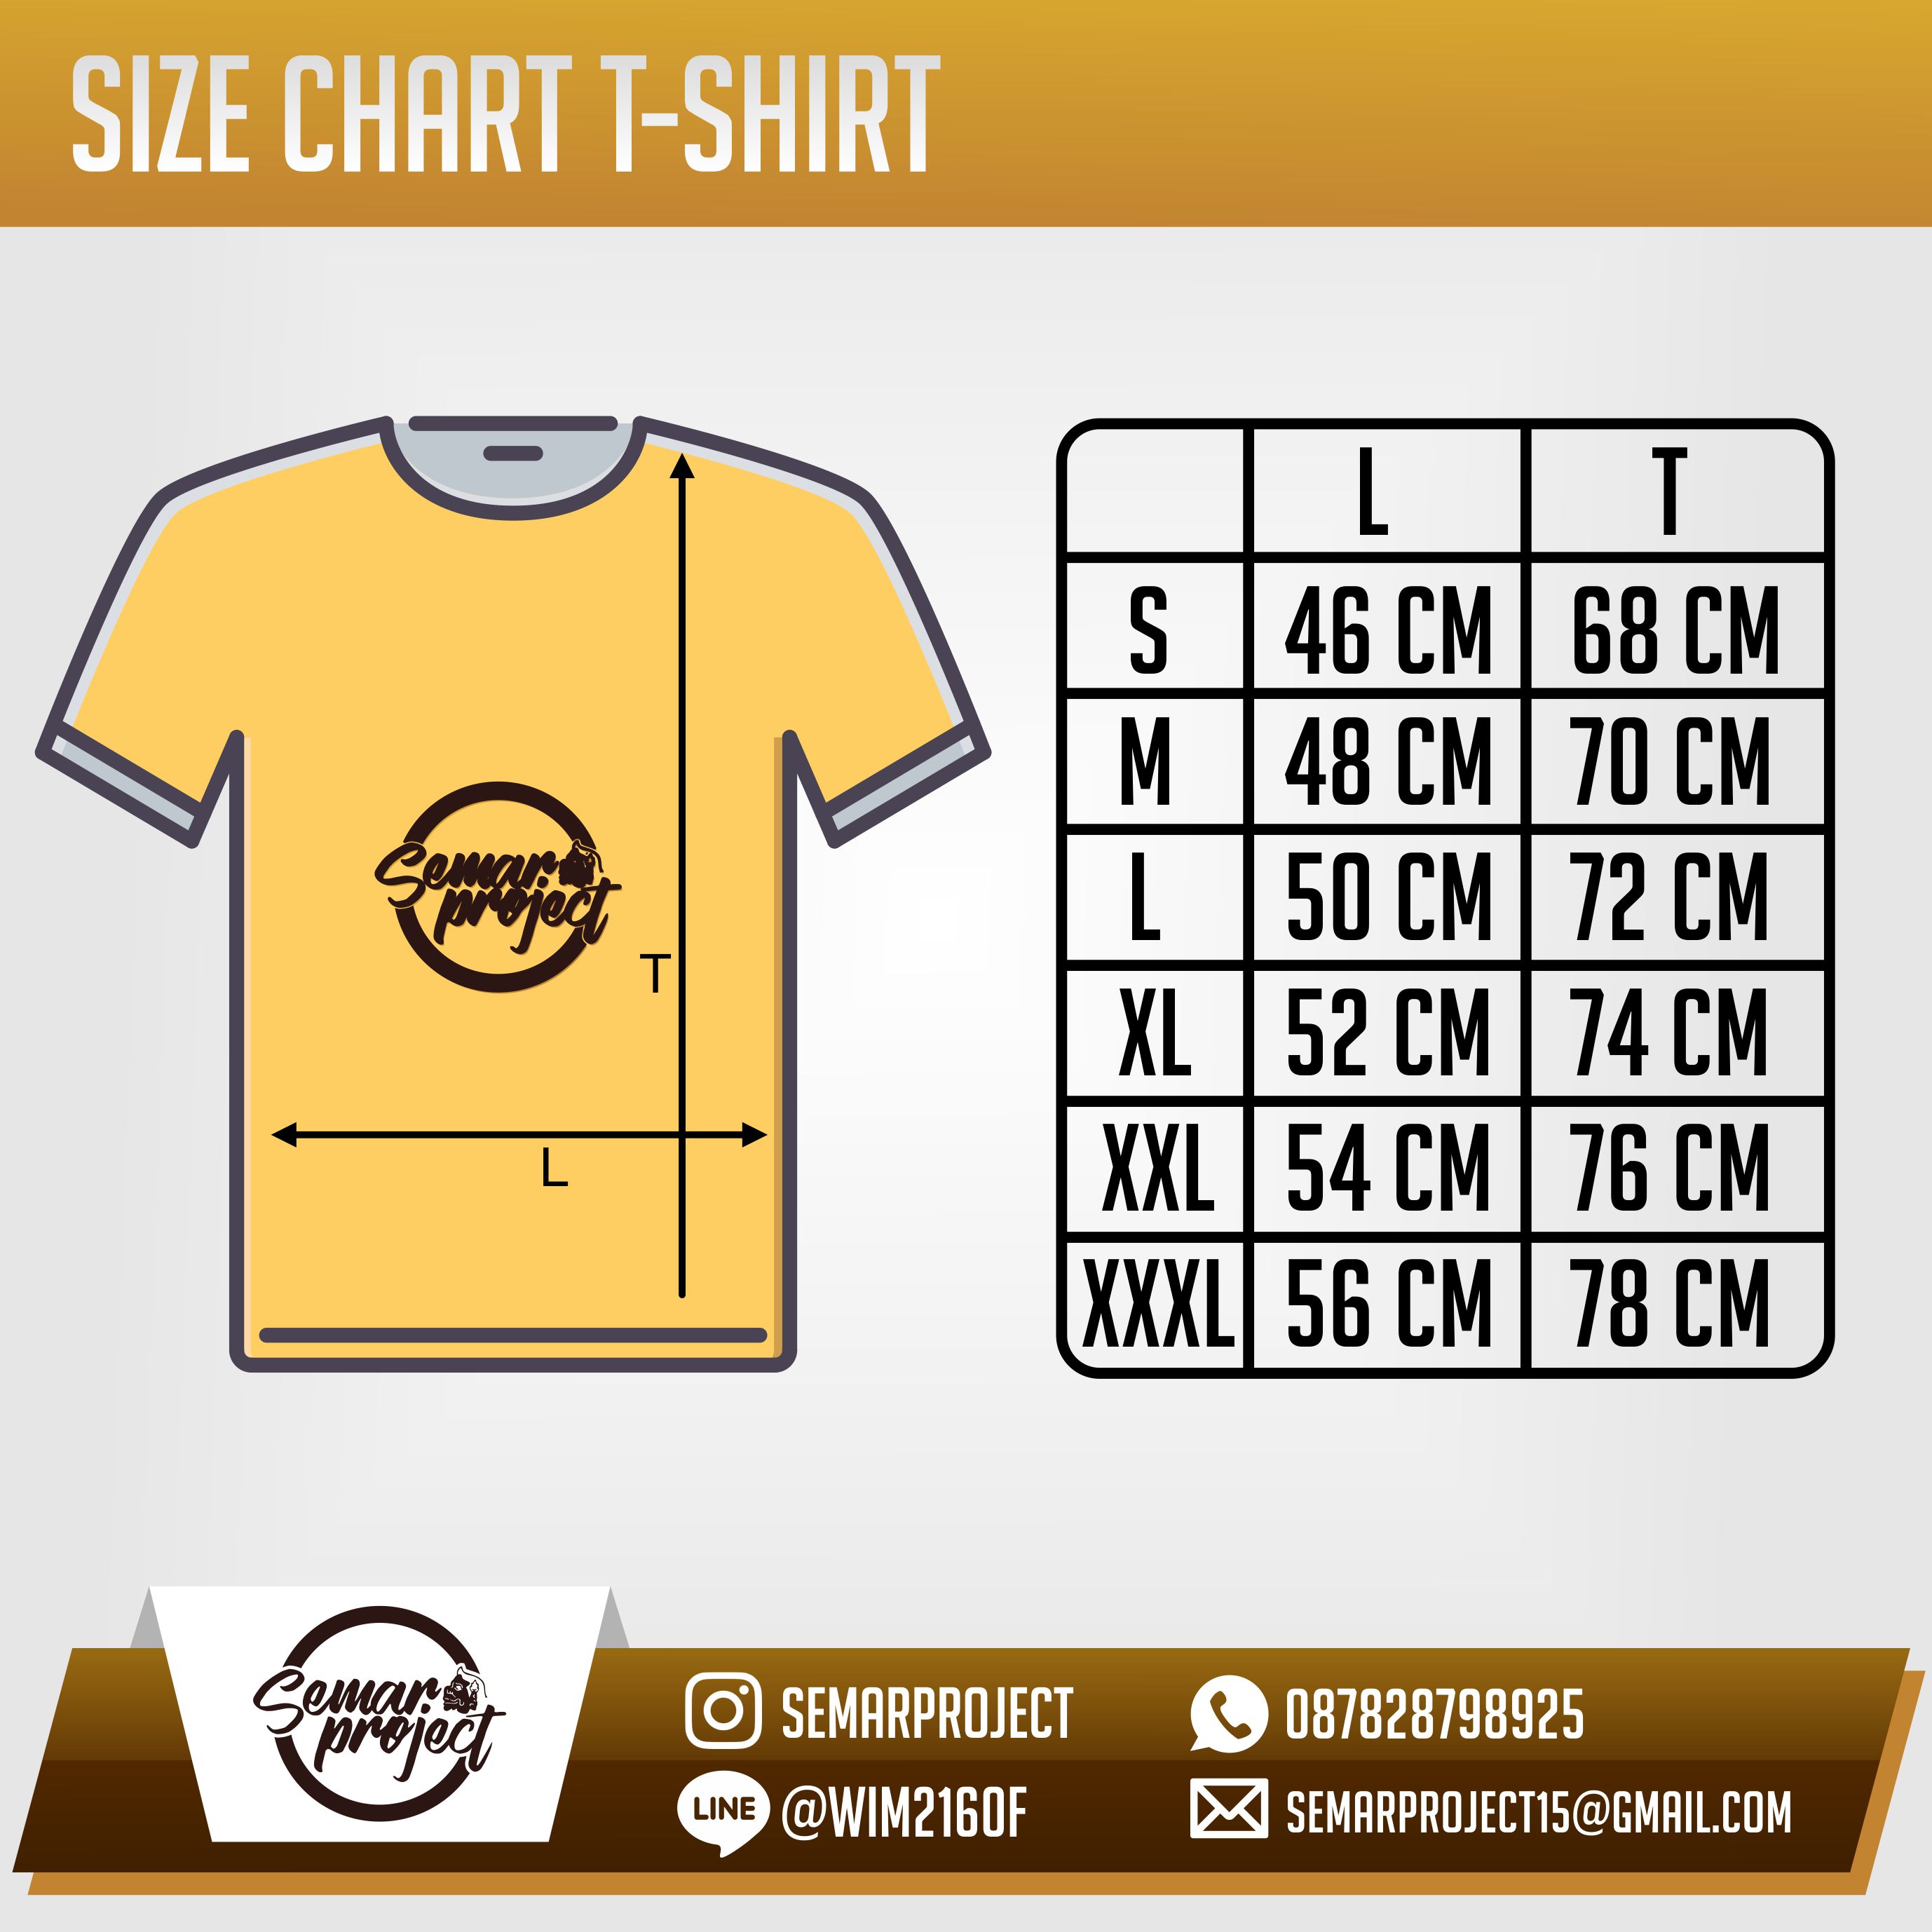 SIZE CHART T-SHIRT
Semar
project
T
L
L T
S 46 CM 68 CM
M 48 CM 70 CM
L 50 CM 72 CM
XL 52 CM 74 CM
XXL 54 CM 76 CM
XXXL 56 CM 78 CM
Semar
project
SEMARPROJECT
087828798925
LINE @WIM2160F
SEMARPROJECT15@GMAIL.COM